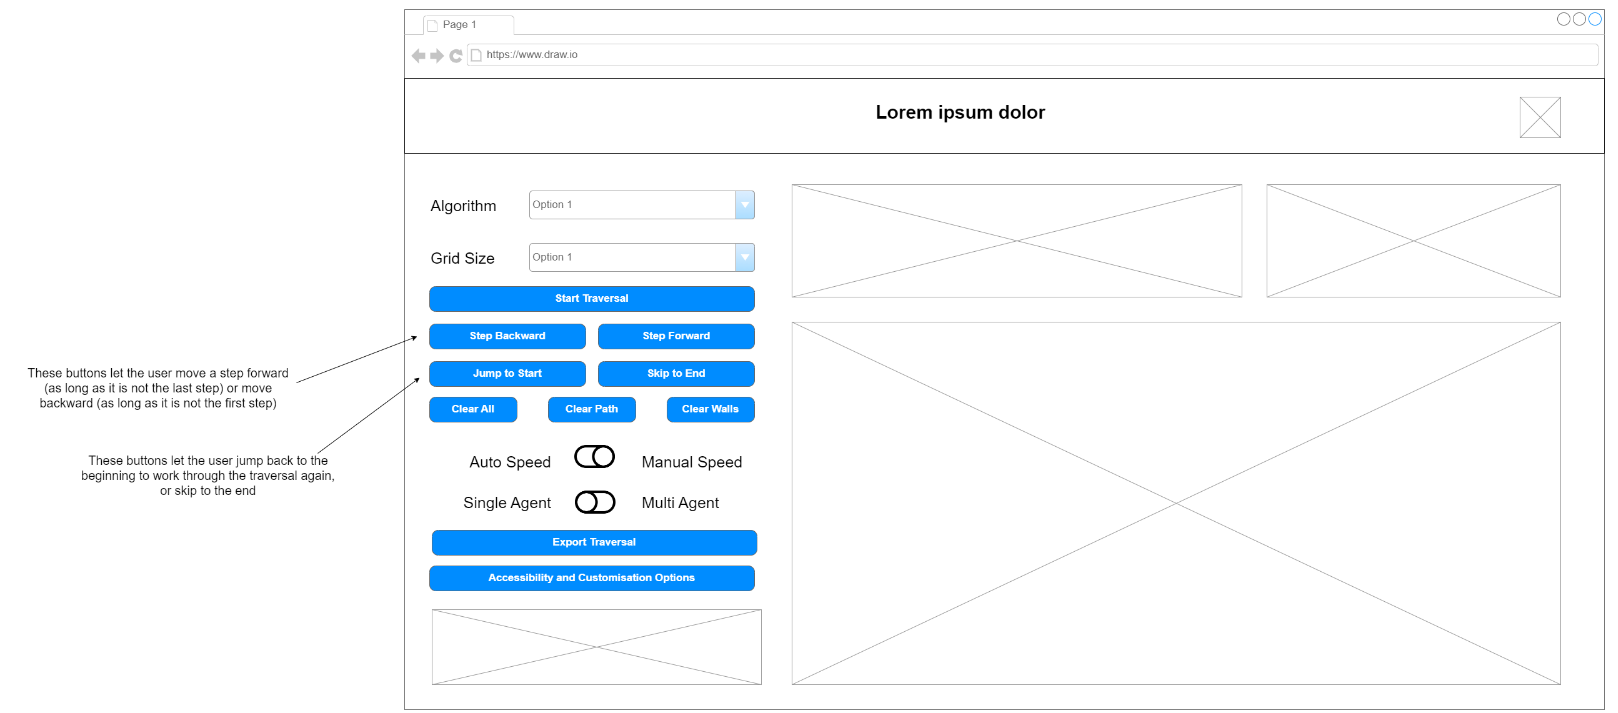 Page 1
https://www.draw.io
Lorem ipsum dolor
Algorithm
Option 1
Grid Size
Option 1
Start Traversal
Step Backward
Step Forward
Jump to Start
Skip to End
Clear All
Clear Path
Clear Walls
Auto Speed
Manual Speed
Single Agent
Multi Agent
Export Traversal
Accessibility and Customisation Options
These buttons let the user move a step forward
(as long as it is not the last step) or move
backward (as long as it is not the first step)
These buttons let the user jump back to the
beginning to work through the traversal again,
or skip to the end